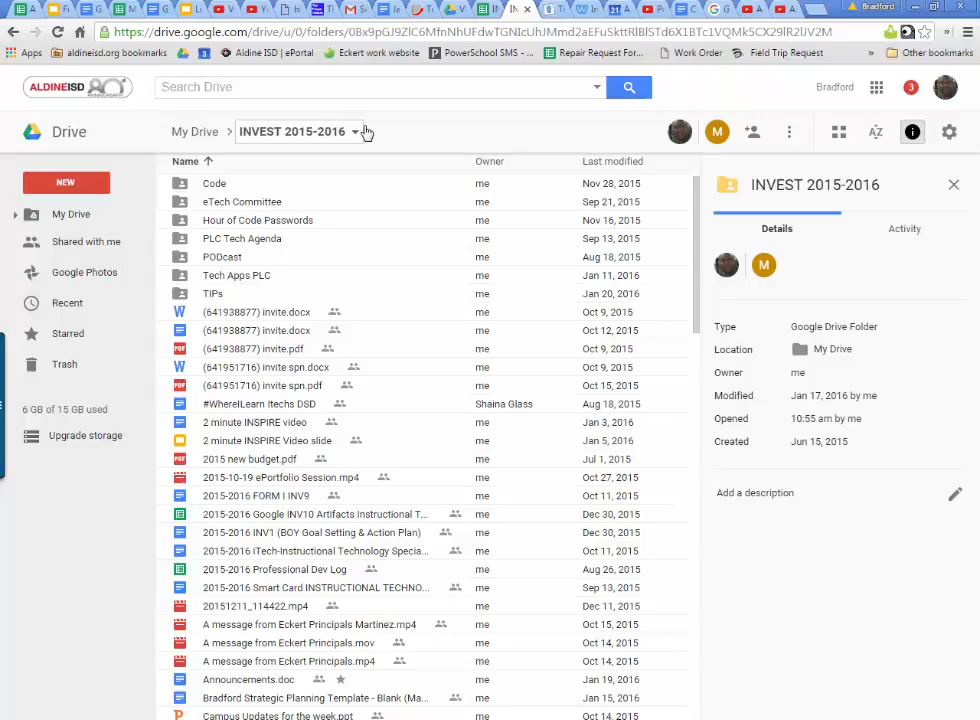 Bradford
https://drive.google.com/drive/u/0/folders/0Bx9pGJ9ZlC6MfnNhUFdwTGNIcUhJMmd2aEFuSkttRlBlSTd6X1BTc1VQMk5CX29lR2UV2M
Apps aldineisd.org bookmarks Aldine ISD | ePortal Eckert work website PowerSchool SMS - ... Repair Request For... Work Order Field Trip Request » Other bookmarks
ALDINE ISD 80 Search Drive Bradford 3
Drive My Drive > INVEST 2015-2016 M AZ
Name Owner Last modified
NEW
My Drive
Shared with me
Google Photos
Recent
Starred
Trash
6 GB of 15 GB used
Upgrade storage
Code me Nov 28, 2015
eTech Committee me Sep 21, 2015
Hour of Code Passwords me Nov 16, 2015
PLC Tech Agenda me Sep 13, 2015
PODcast me Aug 18, 2015
Tech Apps PLC me Jan 11, 2016
TIPs me Jan 20, 2016
(641938877) invite.docx me Oct 9, 2015
(641938877) invite.docx me Oct 12, 2015
(641938877) invite.pdf me Oct 9, 2015
(641951716) invite spn.docx me Oct 9, 2015
(641951716) invite spn.pdf me Oct 15, 2015
#WhereILearn Itechs DSD Shaina Glass Aug 18, 2015
2 minute INSPIRE video me Jan 3, 2016
2 minute INSPIRE Video slide me Jan 5, 2016
2015 new budget.pdf me Jul 1, 2015
2015-10-19 ePortfolio Session.mp4 me Oct 27, 2015
2015-2016 FORM I INV9 me Oct 11, 2015
2015-2016 Google INV10 Artifacts Instructional T... me Dec 30, 2015
2015-2016 INV1 (BOY Goal Setting & Action Plan) me Dec 30, 2015
2015-2016 iTech-Instructional Technology Specia... me Oct 11, 2015
2015-2016 Professional Dev Log me Aug 26, 2015
2015-2016 Smart Card INSTRUCTIONAL TECHNO... me Sep 13, 2015
20151211_114422.mp4 me Dec 11, 2015
A message from Eckert Principals Martinez.mp4 me Oct 15, 2015
A message from Eckert Principals.mov me Oct 14, 2015
A message from Eckert Principals.mp4 me Oct 14, 2015
Announcements.doc me Jan 19, 2016
Bradford Strategic Planning Template - Blank (Ma... me Jan 15, 2016
Campus Updates for the week.ppt me Oct 14, 2015
INVEST 2015-2016
Details Activity
M
Type Google Drive Folder
Location My Drive
Owner me
Modified Jan 17, 2016 by me
Opened 10:55 am by me
Created Jun 15, 2015
Add a description